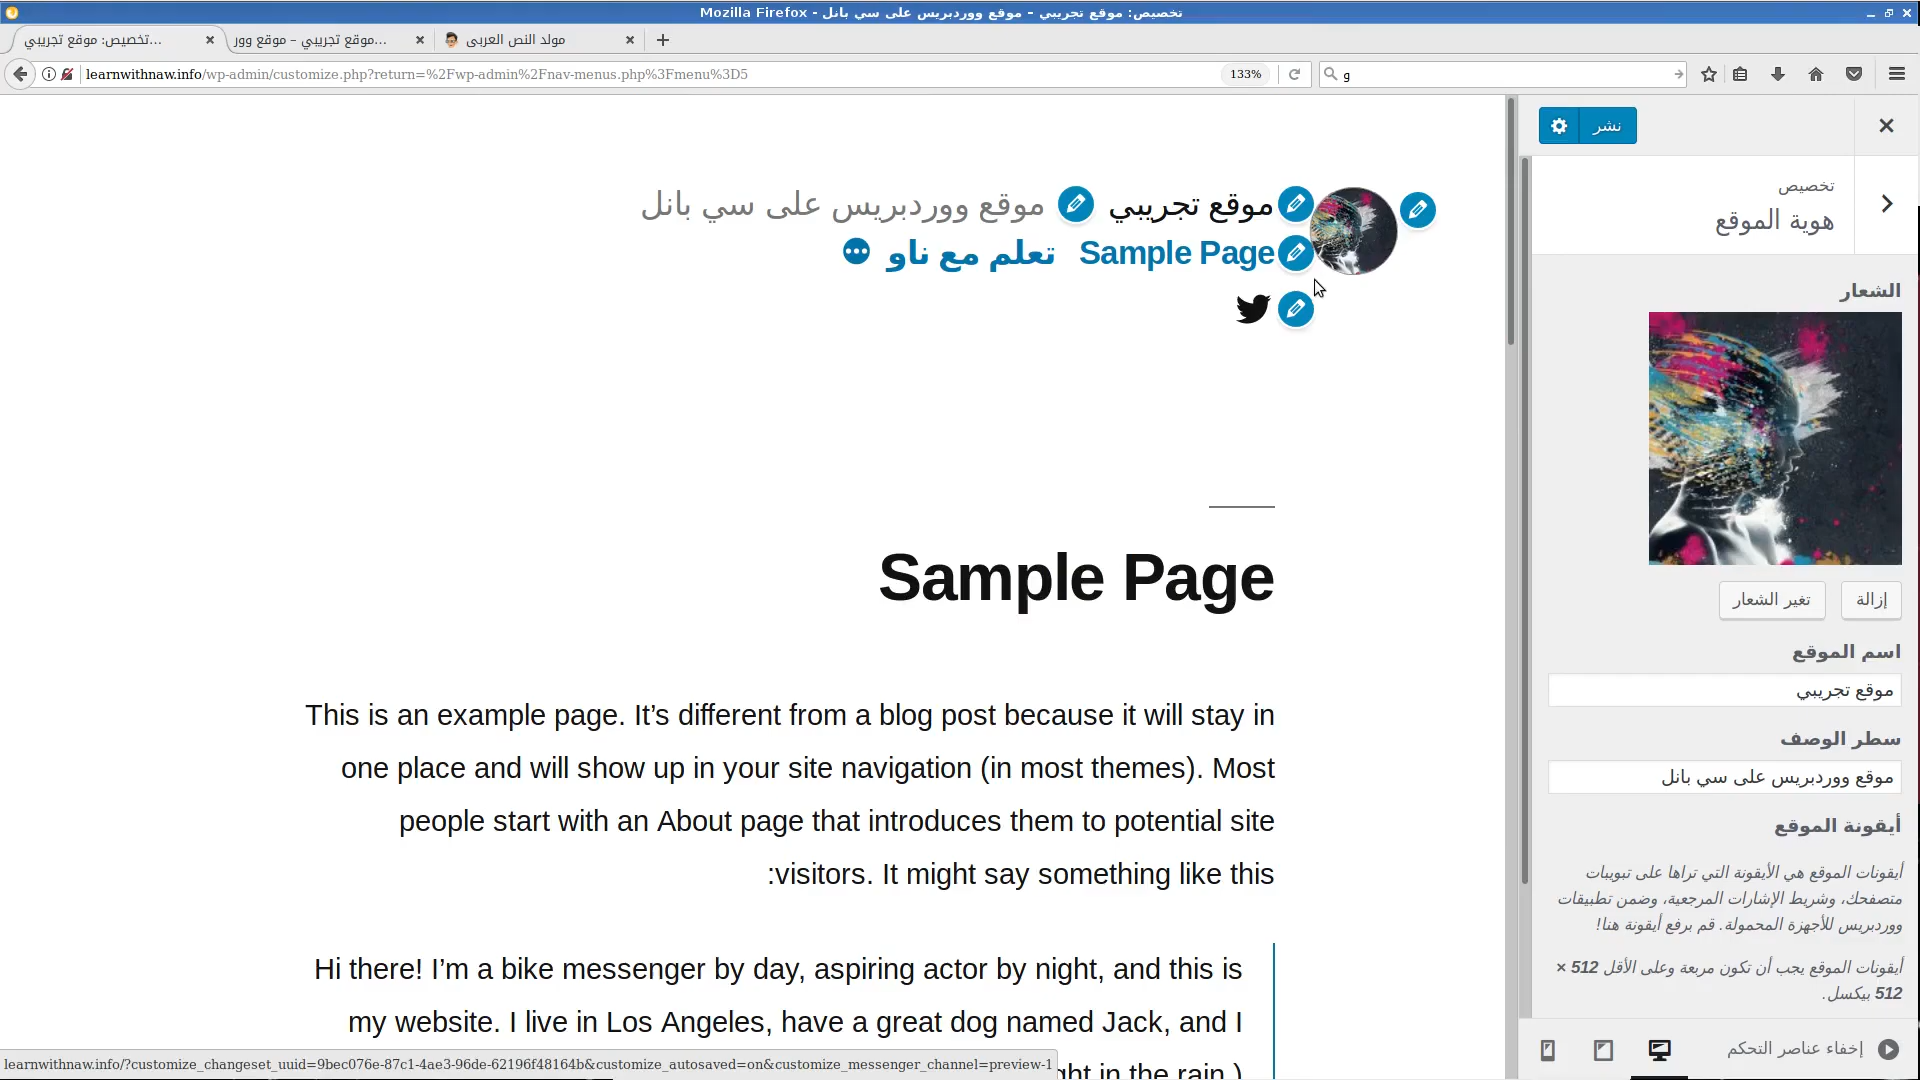 تخصيص: موقع تجريبي - موقع ووردبريس على سي بانل - Mozilla Firefox
تخصيص: موقع تجريبي...
موقع تجريبي – موقع وور...
مولد النص العربى
learnwithnaw.info/wp-admin/customize.php?return=%2Fwp-admin%2Fnav-menus.php%3Fmenu%3D5
133%
و
نشر
تخصيص
هوية الموقع
الشعار
تغير الشعار
إزالة
اسم الموقع
موقع تجريبي
سطر الوصف
موقع ووردبريس على سي بانل
أيقونة الموقع
أيقونات الموقع هي الأيقونة التي تراها على تبويبات
متصفحك، وشريط الإشارات المرجعية، وضمن تطبيقات
ووردبريس للأجهزة المحمولة. قم برفع أيقونة هنا!
أيقونات الموقع يجب أن تكون مربعة وعلى الأقل 512 ×
512 بيكسل.
إخفاء عناصر التحكم
موقع تجريبي
موقع ووردبريس على سي بانل
Sample Page
تعلم مع ناو
Sample Page
This is an example page. It’s different from a blog post because it will stay in
one place and will show up in your site navigation (in most themes). Most
people start with an About page that introduces them to potential site
:visitors. It might say something like this
Hi there! I’m a bike messenger by day, aspiring actor by night, and this is
my website. I live in Los Angeles, have a great dog named Jack, and I
in the rain.)
learnwithnaw.info/?customize_changeset_uuid=9bec076e-87c1-4ae3-96de-62196f48164b&customize_autosaved=on&customize_messenger_channel=preview-1